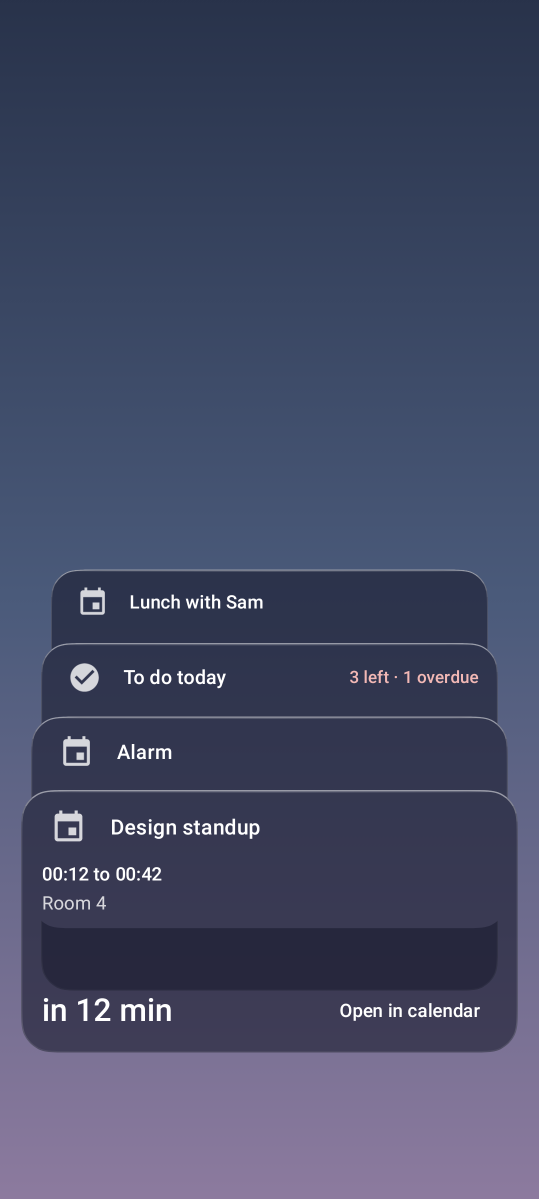 Lunch with Sam
To do today 3 left · 1 overdue
Alarm
Design standup
00:12 to 00:42
Room 4
in 12 min Open in calendar